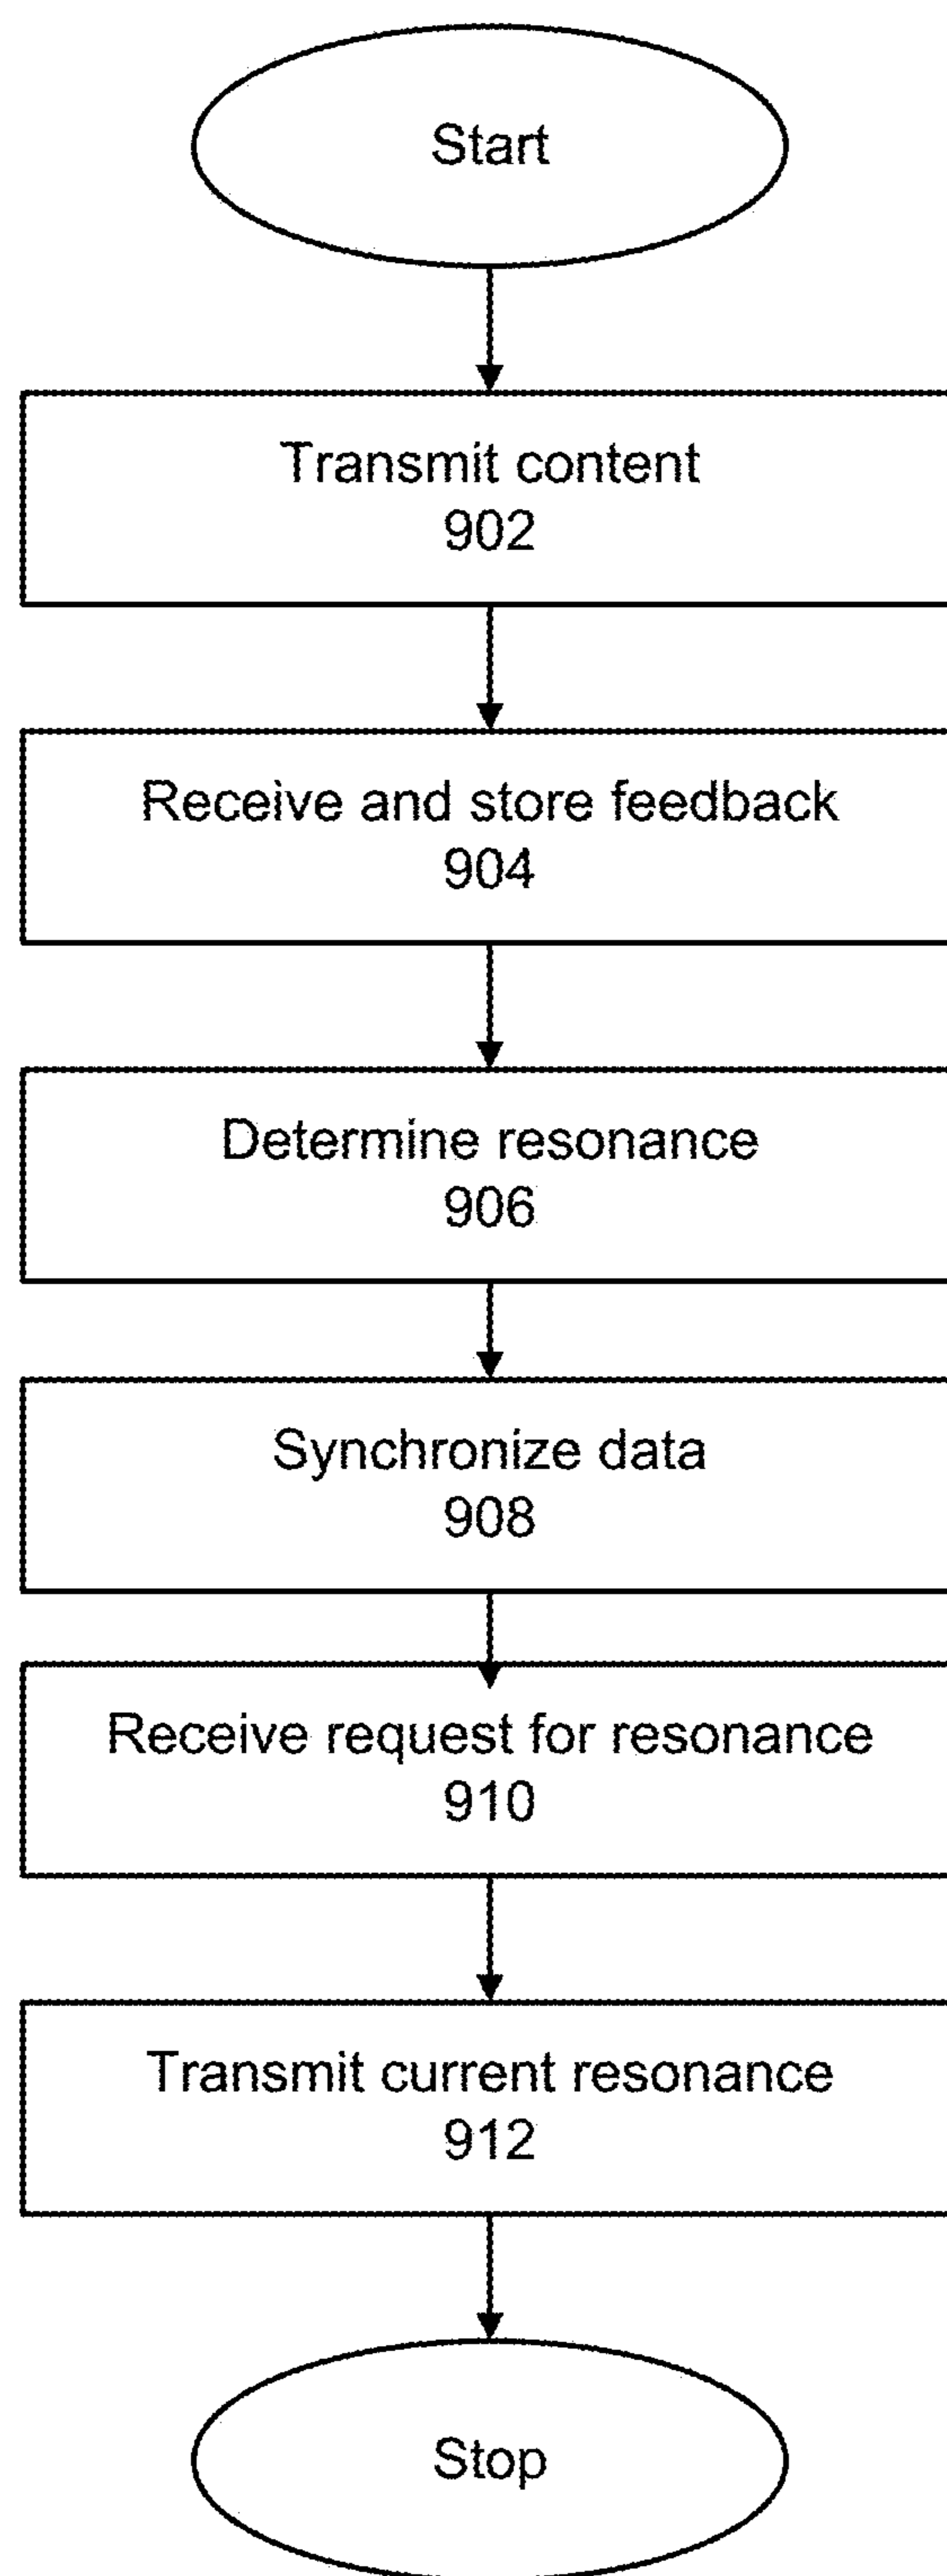 Start
Transmit content
902
Receive and store feedback
904
Determine resonance
906
Synchronize data
908
Receive request for resonance
910
Transmit current resonance
912
Stop